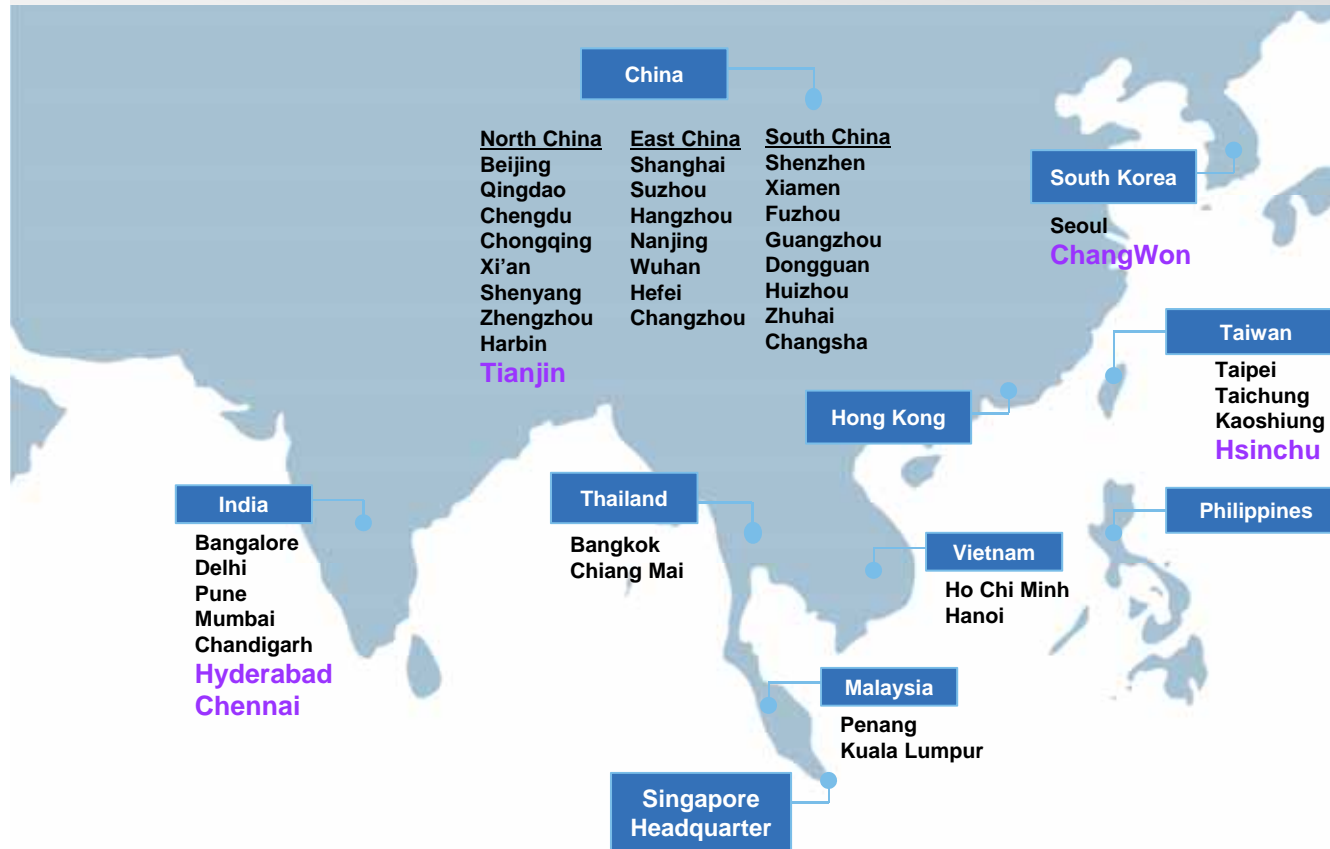 China
North China
Beijing
Qingdao
Chengdu
Chongqing
Xi’an
Shenyang
Zhengzhou
Harbin
Tianjin
East China
Shanghai
Suzhou
Hangzhou
Nanjing
Wuhan
Hefei
Changzhou
South China
Shenzhen
Xiamen
Fuzhou
Guangzhou
Dongguan
Huizhou
Zhuhai
Changsha
South Korea
Seoul
ChangWon
Taiwan
Taipei
Taichung
Kaoshiung
Hsinchu
Hong Kong
India
Bangalore
Delhi
Pune
Mumbai
Chandigarh
Hyderabad
Chennai
Thailand
Bangkok
Chiang Mai
Philippines
Vietnam
Ho Chi Minh
Hanoi
Malaysia
Penang
Kuala Lumpur
Singapore
Headquarter